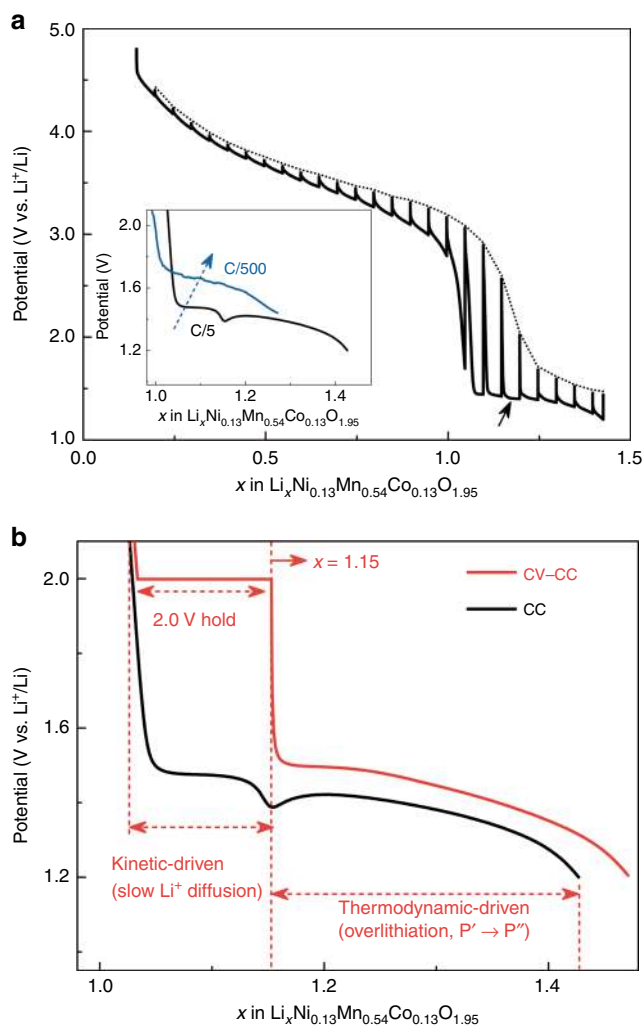 a
5.0
4.0
3.0
2.0
1.0
Potential (V vs. Li⁺/Li)
0.0
0.5
1.0
1.5
x in LiₓNi₀.₁₃Mn₀.₅₄Co₀.₁₃O₁.₉₅
2.0
1.6
1.2
Potential (V)
C/500
C/5
1.0
1.2
1.4
x in LiₓNi₀.₁₃Mn₀.₅₄Co₀.₁₃O₁.₉₅
b
2.0
1.6
1.2
Potential (V vs. Li⁺/Li)
x = 1.15
CV–CC
CC
2.0 V hold
Kinetic-driven
(slow Li⁺ diffusion)
Thermodynamic-driven
(overlithiation, P′ → P″)
1.0
1.2
1.4
x in LiₓNi₀.₁₃Mn₀.₅₄Co₀.₁₃O₁.₉₅